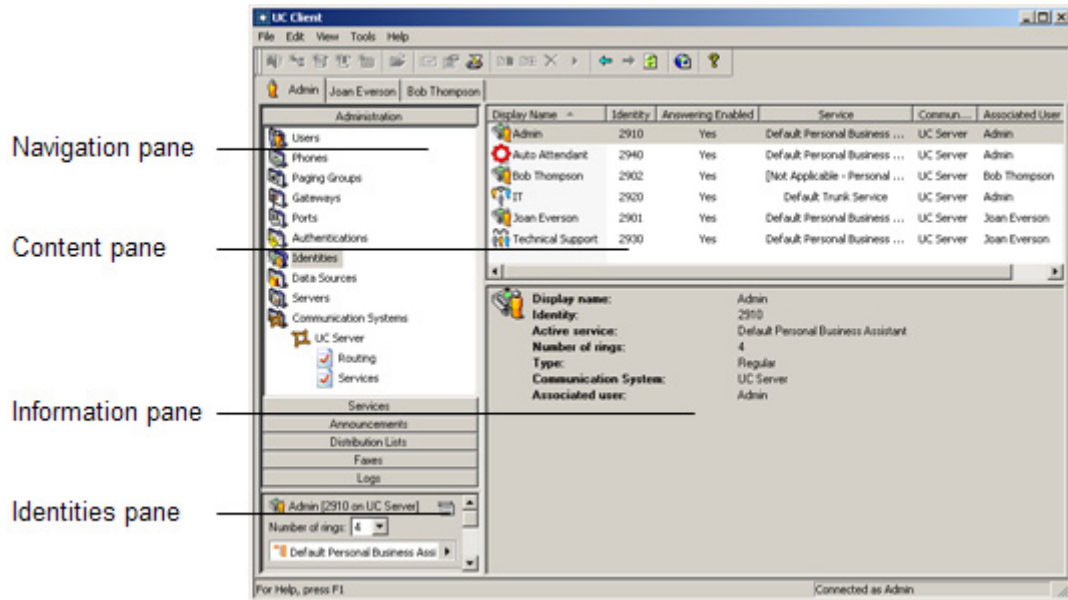 UC Client
File Edit View Tools Help
Admin Joan Everson Bob Thompson
Navigation pane
Content pane
Information pane
Identities pane
Administration
Users
Phones
Paging Groups
Gateways
Ports
Authentications
Identities
Data Sources
Servers
Communication Systems
UC Server
Routing
Services
Services
Announcements
Distribution Lists
Faxes
Logs
Admin [2910 on UC Server]
Number of rings: 4
Default Personal Business Assi
Display Name Identity Answering Enabled Service Commun... Associated User
Admin 2910 Yes Default Personal Business ... UC Server Admin
Auto Attendant 2940 Yes Default Personal Business ... UC Server Admin
Bob Thompson 2902 Yes [Not Applicable - Personal ... UC Server Bob Thompson
IT 2920 Yes Default Trunk Service UC Server Admin
Joan Everson 2901 Yes Default Personal Business ... UC Server Joan Everson
Technical Support 2930 Yes Default Personal Business ... UC Server Joan Everson
Display name: Admin
Identity: 2910
Active service: Default Personal Business Assistant
Number of rings: 4
Type: Regular
Communication System: UC Server
Associated user: Admin
For Help, press F1
Connected as Admin